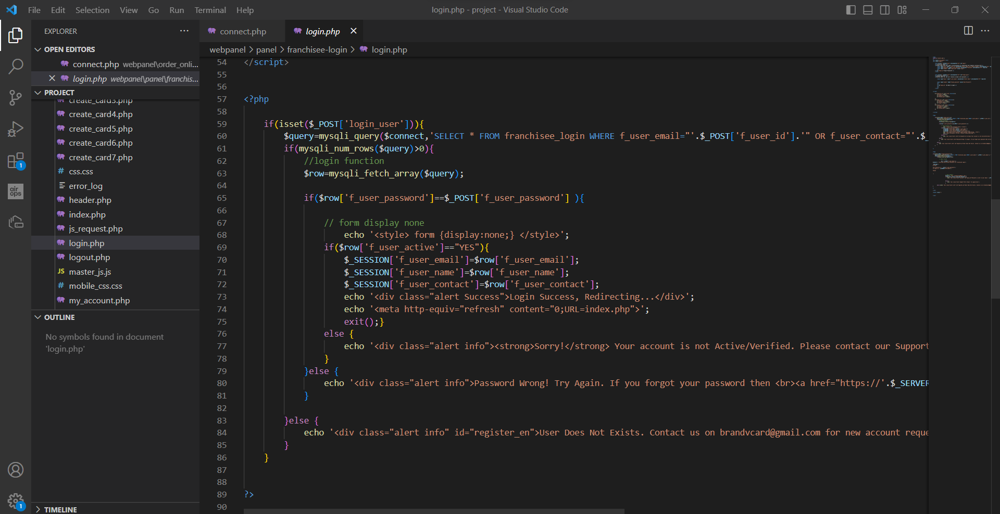 File Edit Selection View Go Run Terminal Help
login.php - project - Visual Studio Code
EXPLORER
OPEN EDITORS
connect.php webpanel\order_onli...
login.php webpanel\panel\franchis...
PROJECT
create_card3.php
create_card4.php
create_card5.php
create_card6.php
create_card7.php
css.css
error_log
header.php
index.php
js_request.php
login.php
logout.php
JS master_js.js
mobile_css.css
my_account.php
OUTLINE
No symbols found in document
'login.php'
TIMELINE
1
air
ops
1
connect.php
login.php
webpanel > panel > franchisee-login > login.php
54 </script>
55
56
57 <?php
58
59 if(isset($_POST['login_user'])){
60 $query=mysqli_query($connect,'SELECT * FROM franchisee_login WHERE f_user_email="'.$_POST['f_user_id'].'" OR f_user_contact="'.$_
61 if(mysqli_num_rows($query)>0){
62 //login function
63 $row=mysqli_fetch_array($query);
64
65 if($row['f_user_password']==$_POST['f_user_password'] ){
66
67 // form display none
68 echo '<style> form {display:none;} </style>';
69 if($row['f_user_active']=="YES"){
70 $_SESSION['f_user_email']=$row['f_user_email'];
71 $_SESSION['f_user_name']=$row['f_user_name'];
72 $_SESSION['f_user_contact']=$row['f_user_contact'];
73 echo '<div class="alert Success">Login Success, Redirecting...</div>';
74 echo '<meta http-equiv="refresh" content="0;URL=index.php">';
75 exit();}
76 else {
77 echo '<div class="alert info"><strong>Sorry!</strong> Your account is not Active/Verified. Please contact our Support
78 }
79 }else {
80 echo '<div class="alert info">Password Wrong! Try Again. If you forgot your password then <br><a href="https://'.$_SERVER
81 }
82
83 }else {
84 echo '<div class="alert info" id="register_en">User Does Not Exists. Contact us on brandvcard@gmail.com for new account reque
85 }
86 }
87
88
89 ?>
90